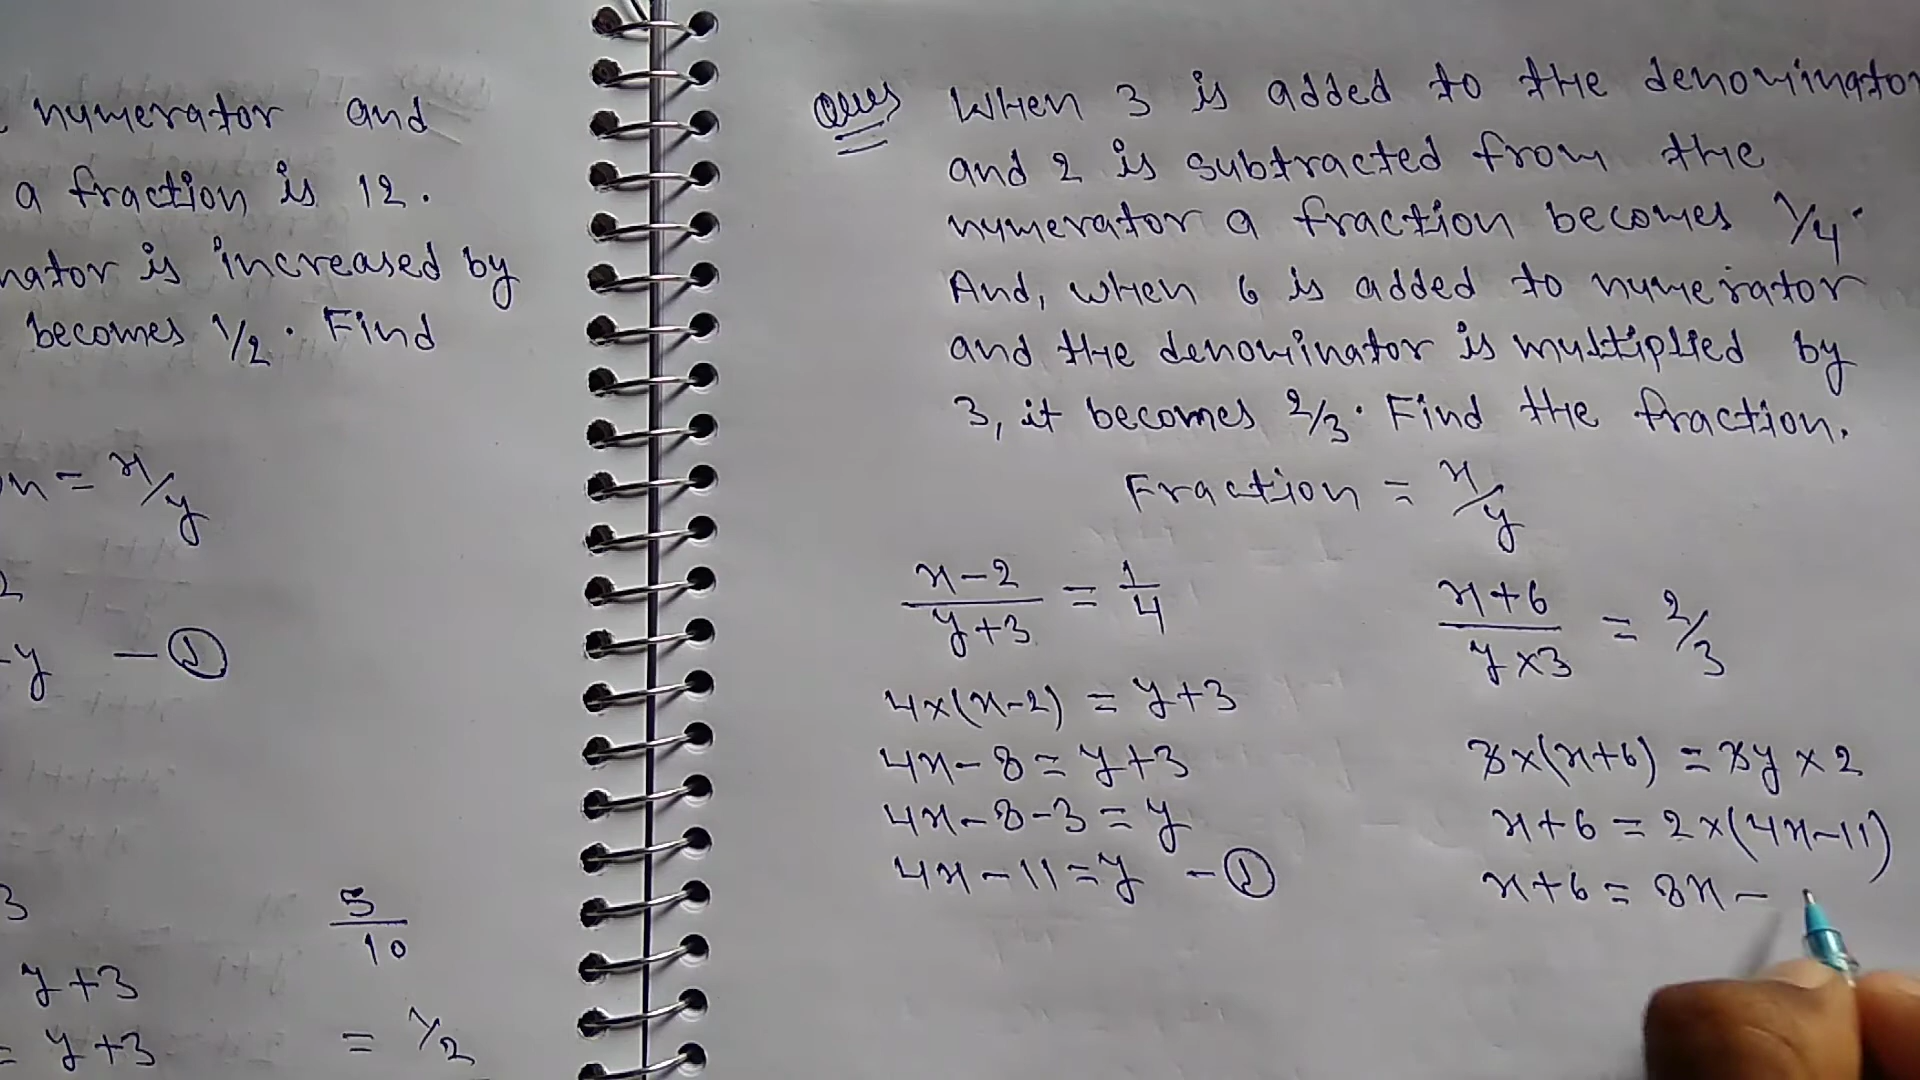 numerator and
a fraction is 12.
nator is increased by
becomes 1/2. Find
n = x/y
2
-y - ①
3
5/10
y+3
= y+3
= 1/2
Ques When 3 is added to the denominator
and 2 is subtracted from the
numerator a fraction becomes 1/4.
And, when 6 is added to numerator
and the denominator is multiplied by
3, it becomes 2/3. Find the fraction.
Fraction = x/y
x-2/y+3 = 1/4
4×(x-2) = y+3
4x-8 = y+3
4x-8-3 = y
4x-11 = y - ①
x+6/y×3 = 2/3
3×(x+6) = 3y×2
x+6 = 2×(4x-11)
x+6 = 8x-